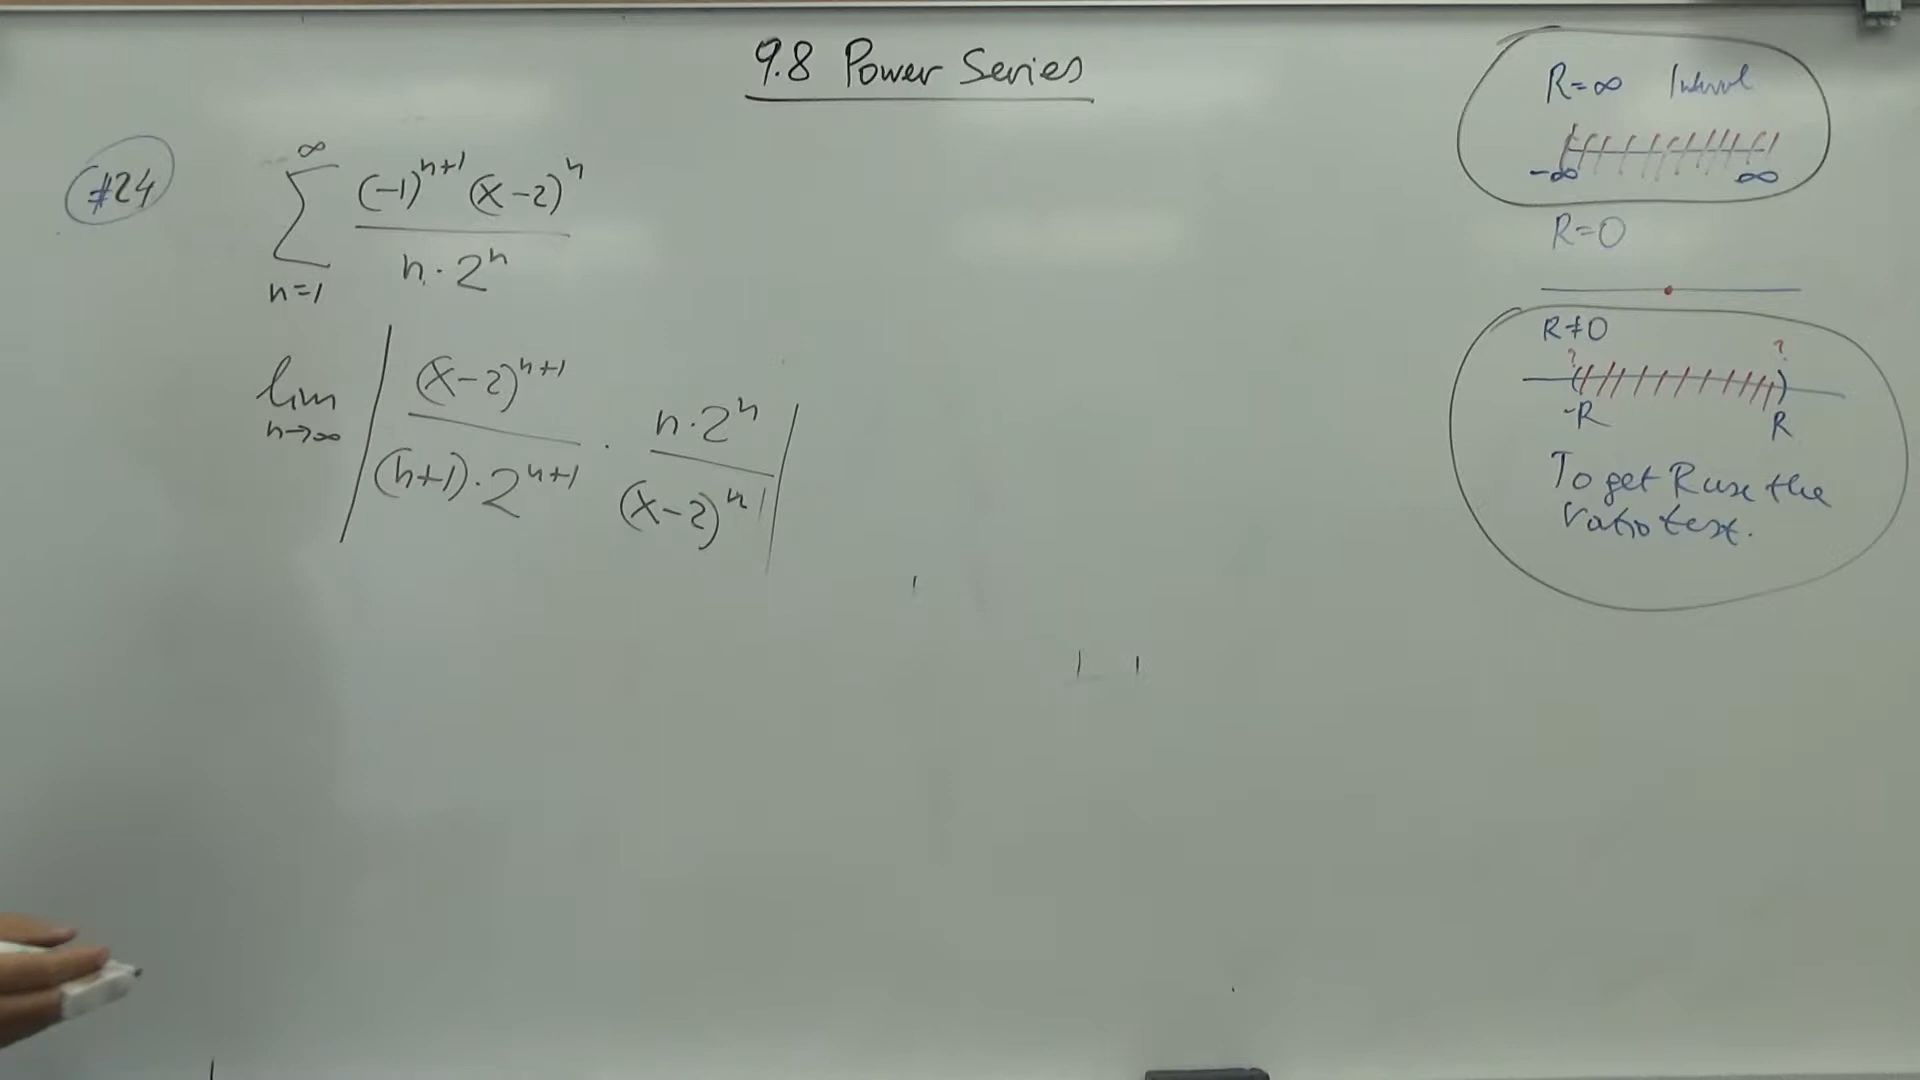 9.8 Power Series
#24
∞
Σ (-1)^{n+1} (x-2)^n / n · 2^n
n=1
lim n→∞ | (x-2)^{n+1} / (n+1) · 2^{n+1} · n · 2^n / (x-2)^n |
R=∞ Interval
-∞ ∞
R=0
R≠0
? ?
-R R
To get R use the
ratio test.